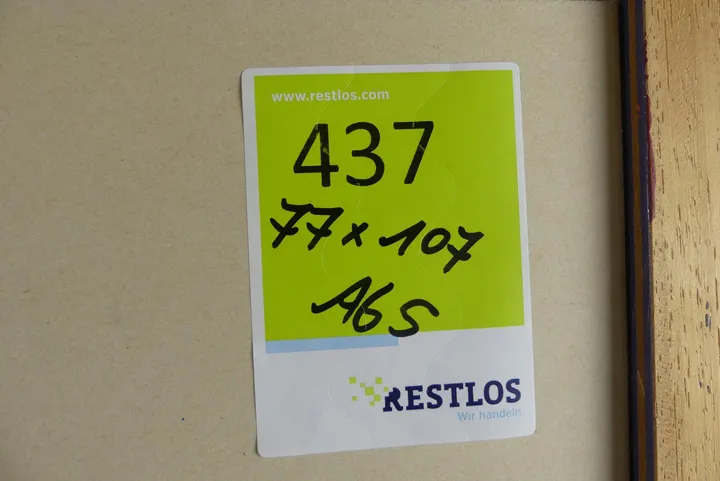 www.restlos.com
437
77 x 107
A6S
RESTLOS
Wir handeln.